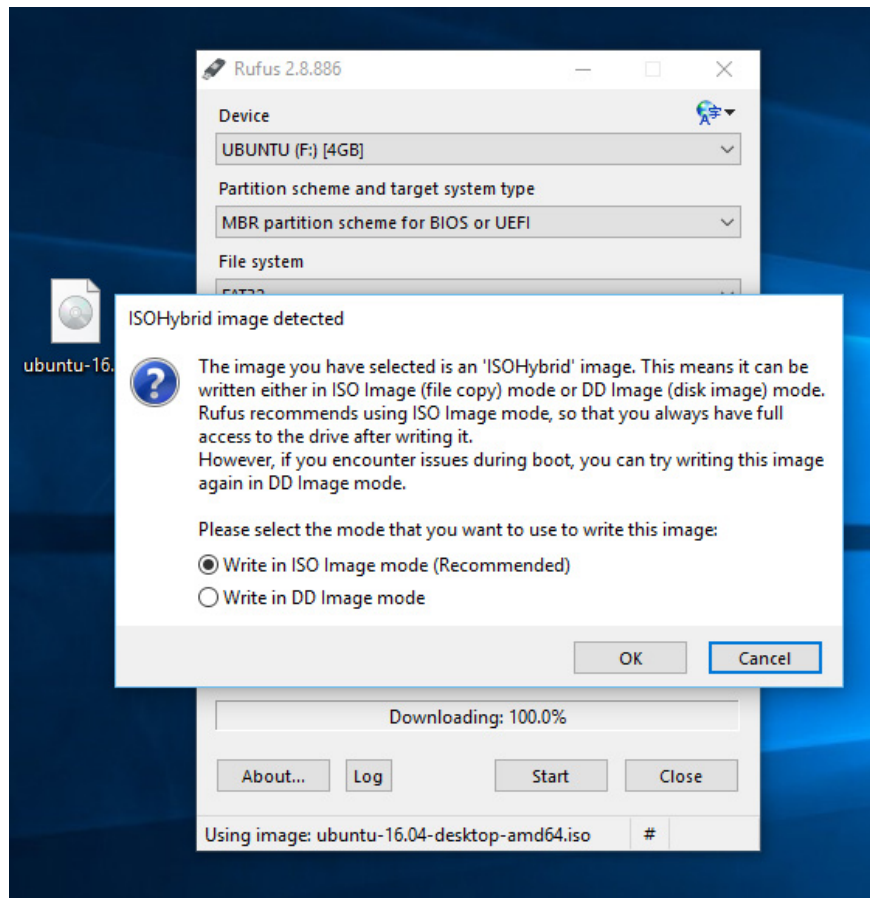 Rufus 2.8.886
Device
UBUNTU (F:) [4GB]
Partition scheme and target system type
MBR partition scheme for BIOS or UEFI
File system
FAT32
ubuntu-16.
ISOHybrid image detected
The image you have selected is an 'ISOHybrid' image. This means it can be
written either in ISO Image (file copy) mode or DD Image (disk image) mode.
Rufus recommends using ISO Image mode, so that you always have full
access to the drive after writing it.
However, if you encounter issues during boot, you can try writing this image
again in DD Image mode.
Please select the mode that you want to use to write this image:
Write in ISO Image mode (Recommended)
Write in DD Image mode
OK Cancel
Downloading: 100.0%
About... Log Start Close
Using image: ubuntu-16.04-desktop-amd64.iso #